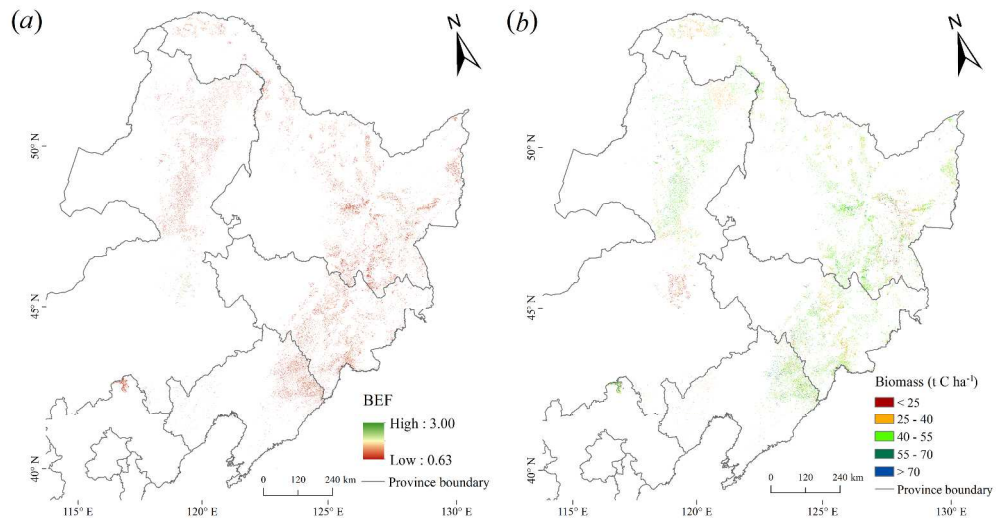 (a)
N
50° N
45° N
40° N
BEF
High : 3.00
Low : 0.63
0 120 240 km
Province boundary
115° E 120° E 125° E 130° E
(b)
N
50° N
45° N
40° N
Biomass (t C ha-1)
< 25
25 - 40
40 - 55
55 - 70
> 70
0 120 240 km
Province boundary
115° E 120° E 125° E 130° E